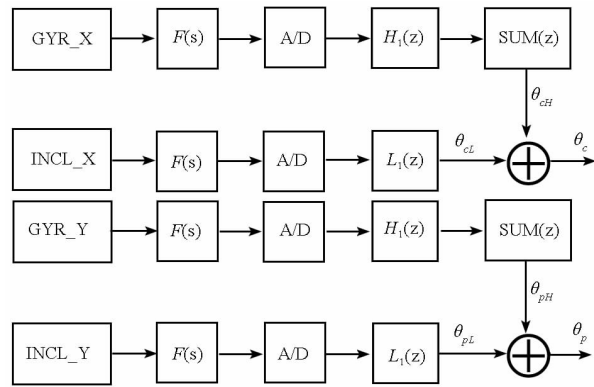 GYR_X F(s) A/D H₁(z) SUM(z)
θcH
INCL_X F(s) A/D L₁(z) θcL θc
GYR_Y F(s) A/D H₁(z) SUM(z)
θpH
INCL_Y F(s) A/D L₁(z) θpL θp